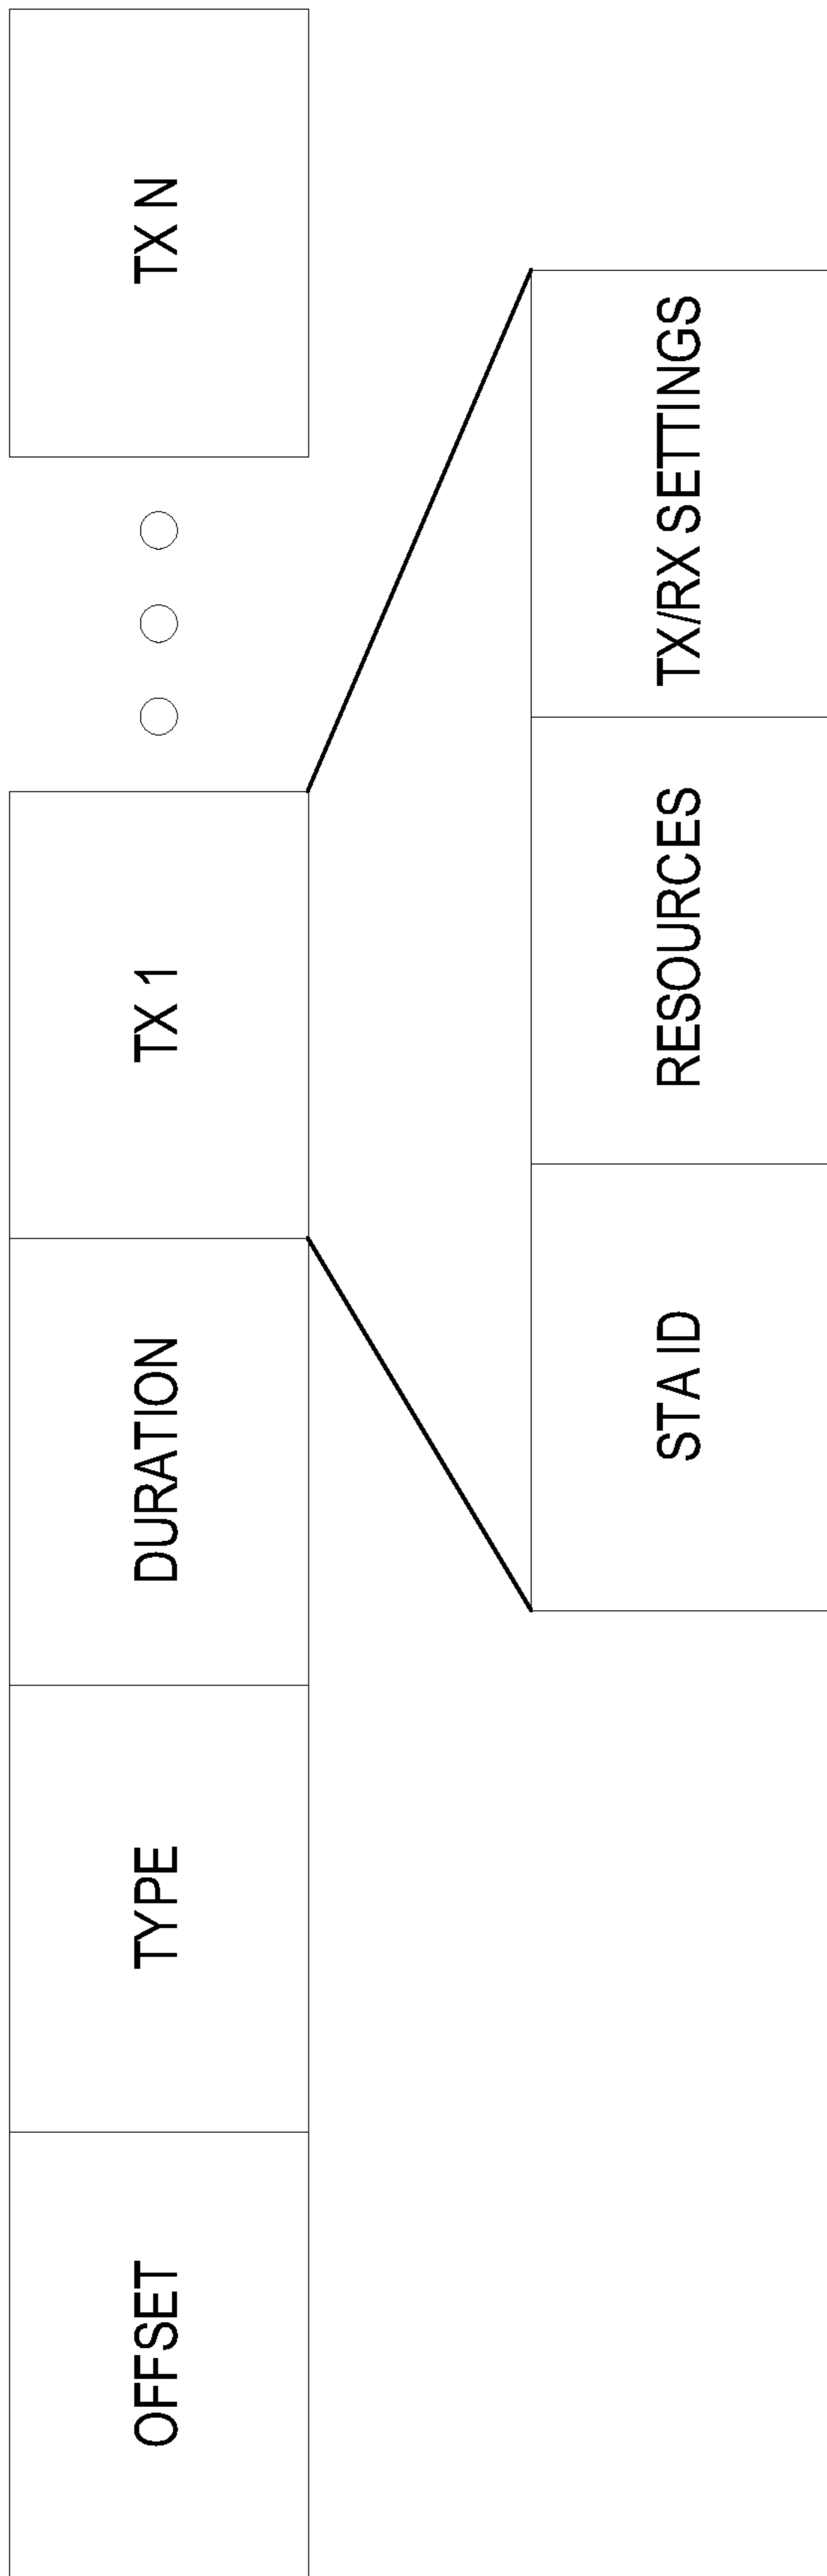 OFFSET
TYPE
DURATION
TX 1
TX N
STA ID
RESOURCES
TX/RX SETTINGS